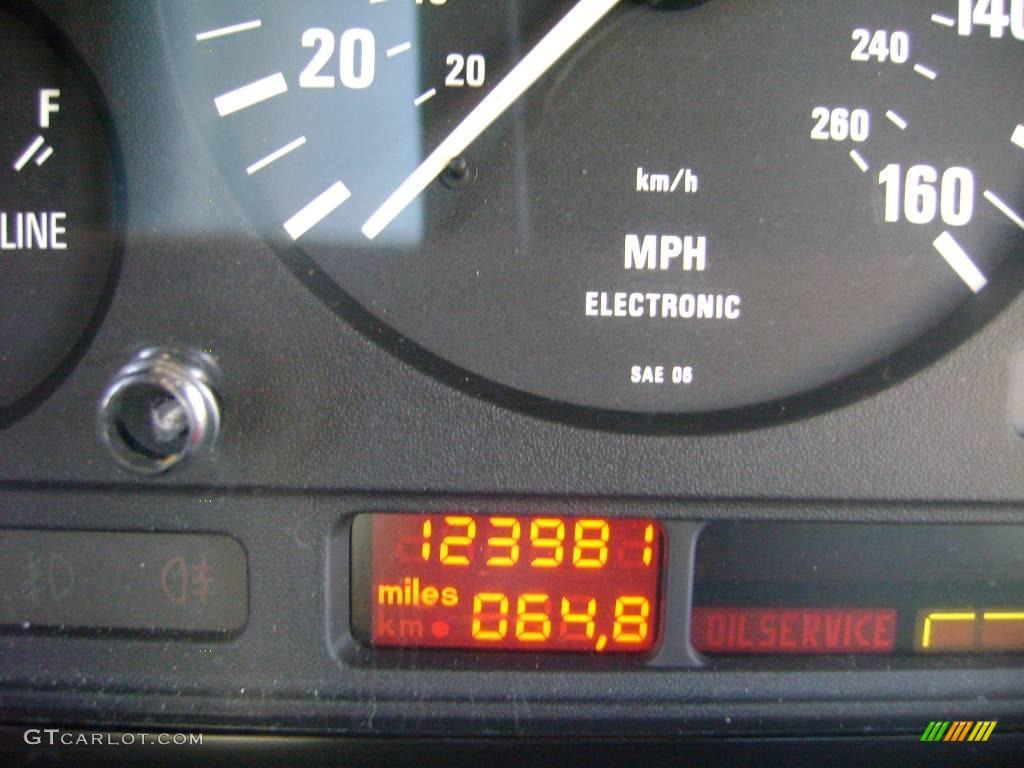 20
20
240
140
260
160
F
LINE
km/h
MPH
ELECTRONIC
SAE 06
123981
miles
km
064,8
OILSERVICE
GTCARLOT.COM